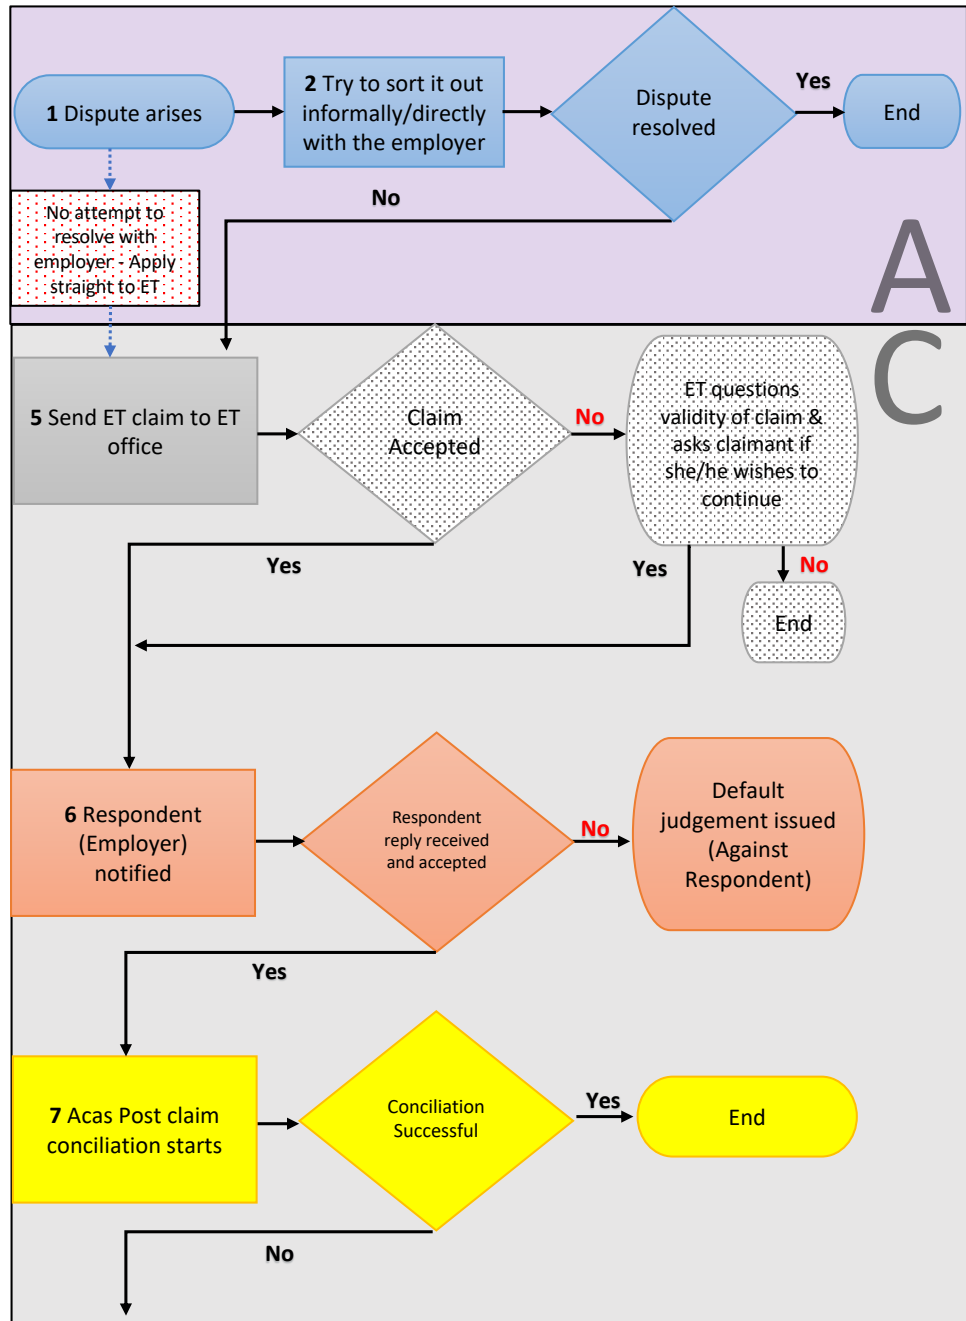 1 Dispute arises
2 Try to sort it out
informally/directly
with the employer
Dispute
resolved
Yes
End
No
No attempt to
resolve with
employer - Apply
straight to ET
A
C
5 Send ET claim to ET
office
Claim
Accepted
No
ET questions
validity of claim &
asks claimant if
she/he wishes to
continue
Yes
Yes
No
End
6 Respondent
(Employer)
notified
Respondent
reply received
and accepted
No
Default
judgement issued
(Against
Respondent)
Yes
7 Acas Post claim
conciliation starts
Conciliation
Successful
Yes
End
No